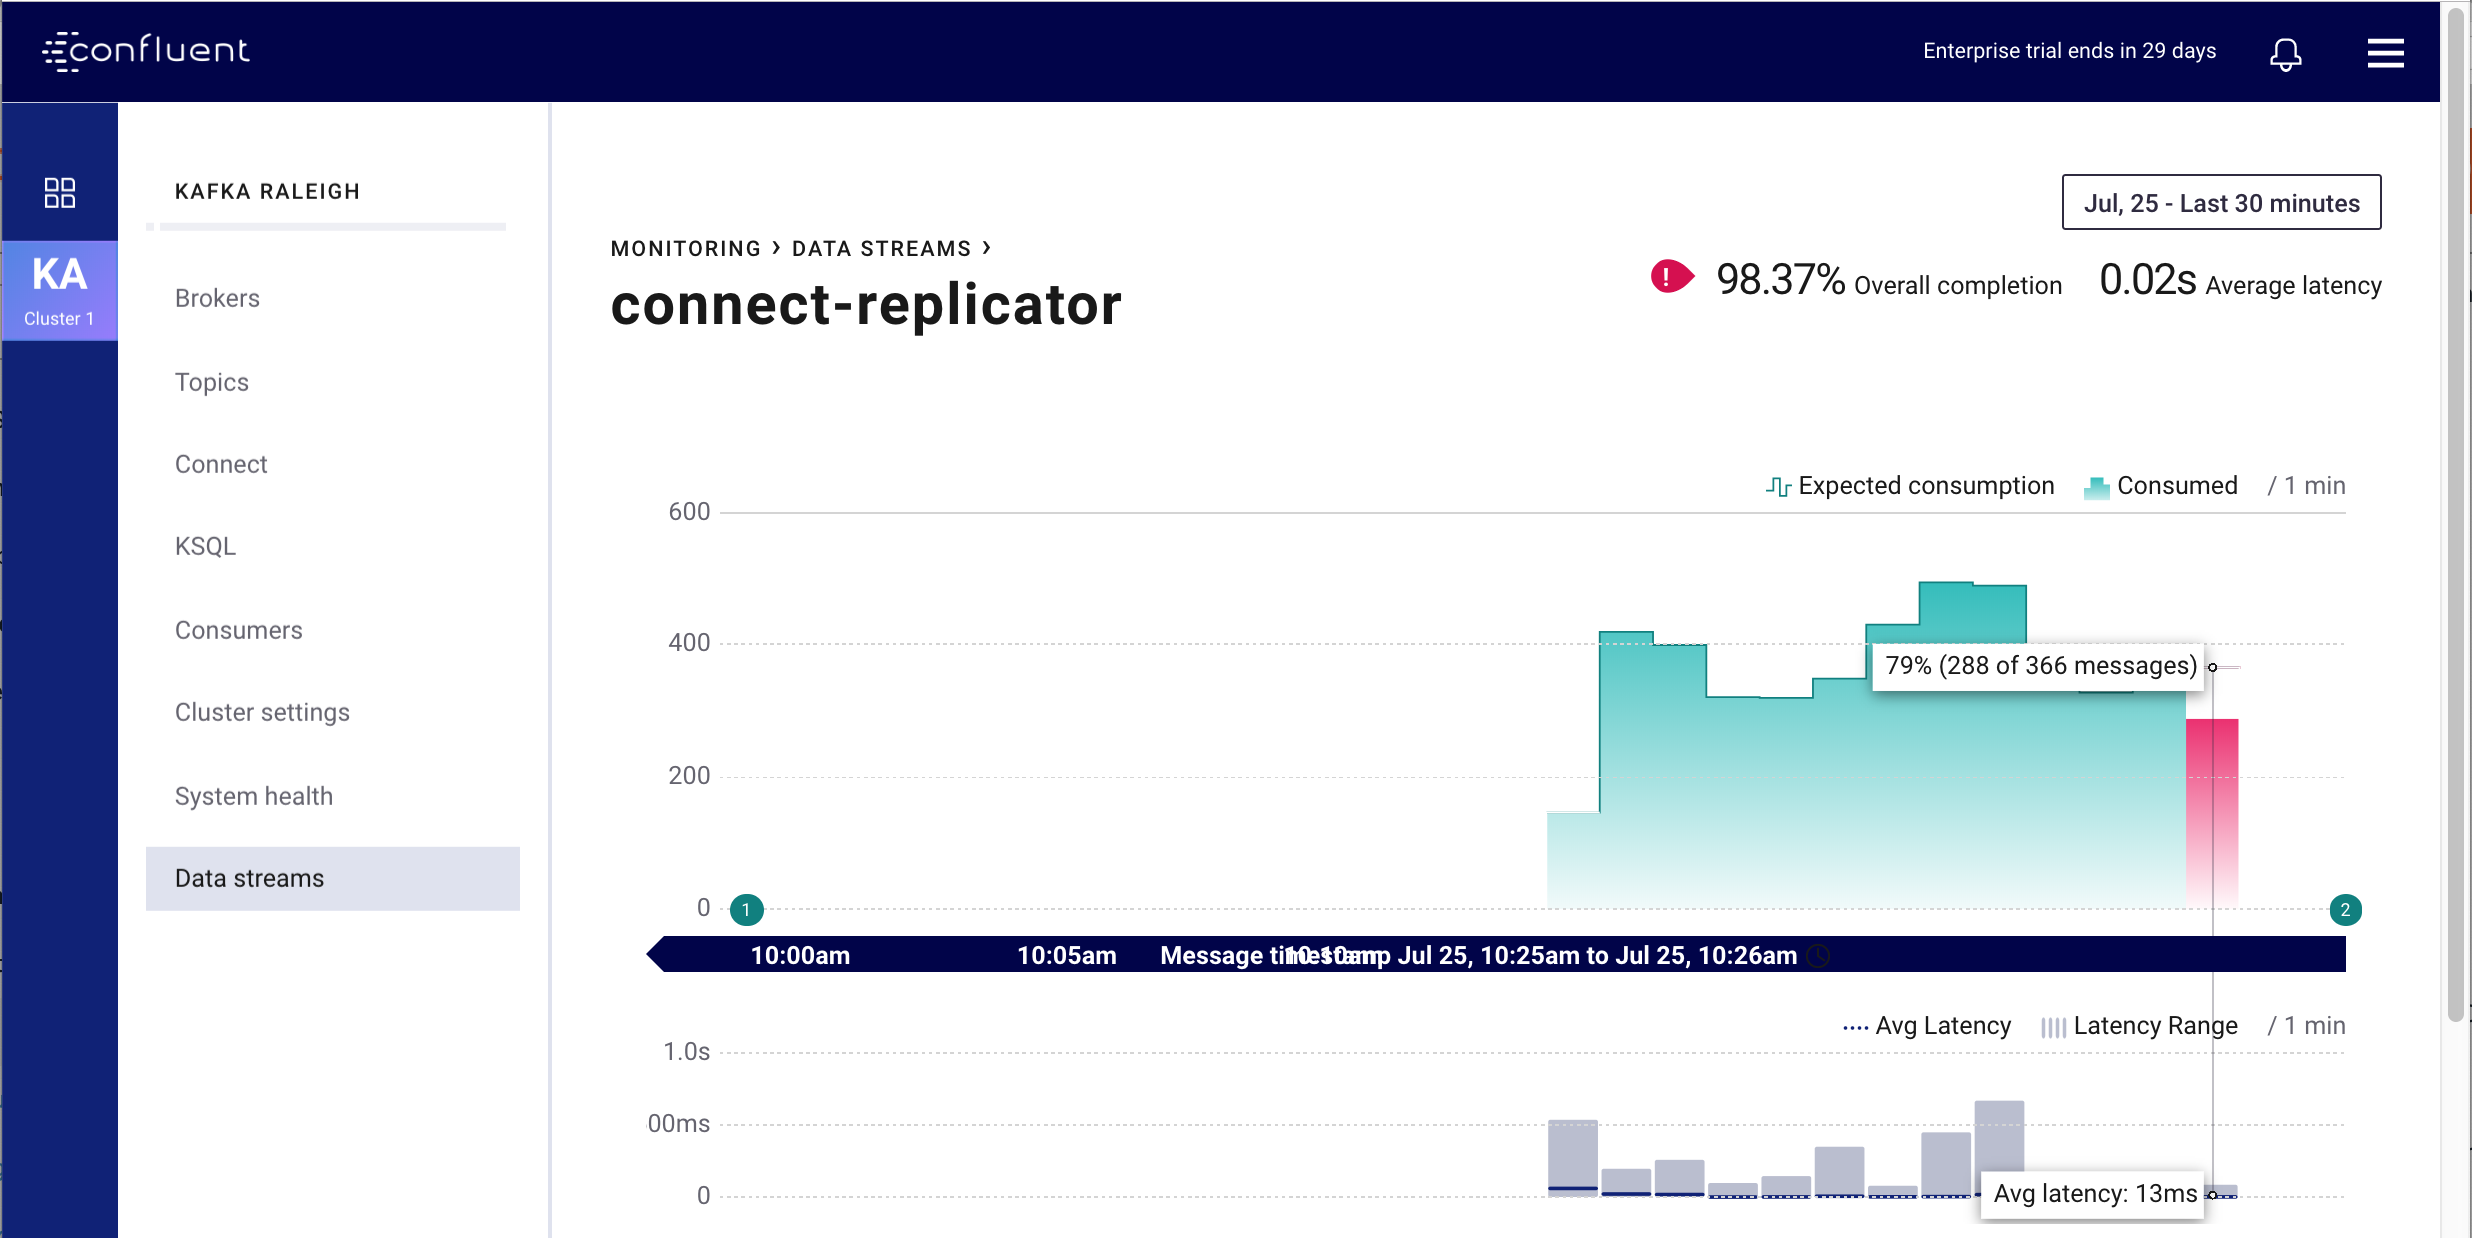 confluent
Enterprise trial ends in 29 days
KA
Cluster 1
KAFKA RALEIGH
Brokers
Topics
Connect
KSQL
Consumers
Cluster settings
System health
Data streams
Jul, 25 - Last 30 minutes
MONITORING › DATA STREAMS ›
connect-replicator
! 98.37% Overall completion 0.02s Average latency
Expected consumption Consumed / 1 min
600
400
79% (288 of 366 messages)
200
0
1
2
10:00am 10:05am Message timestamp Jul 25, 10:25am to Jul 25, 10:26am
Avg Latency Latency Range / 1 min
1.0s
00ms
0
Avg latency: 13ms